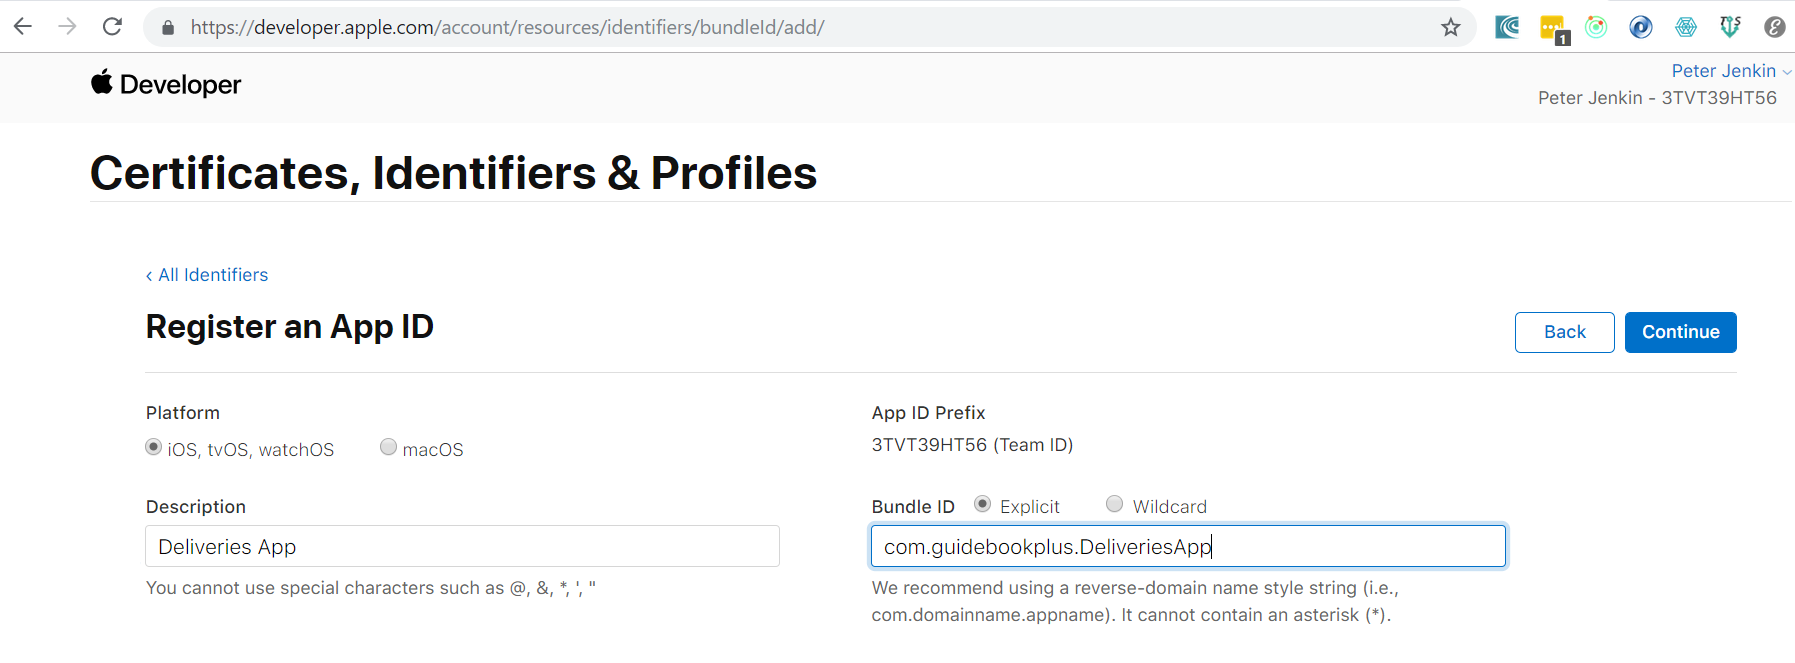 https://developer.apple.com/account/resources/identifiers/bundleId/add/
1
Developer
Peter Jenkin
Peter Jenkin - 3TVT39HT56
Certificates, Identifiers & Profiles
‹ All Identifiers
Register an App ID
Back
Continue
Platform
iOS, tvOS, watchOS
macOS
App ID Prefix
3TVT39HT56 (Team ID)
Description
Deliveries App
You cannot use special characters such as @, &, *, ', "
Bundle ID
Explicit
Wildcard
com.guidebookplus.DeliveriesApp
We recommend using a reverse-domain name style string (i.e.,
com.domainname.appname). It cannot contain an asterisk (*).